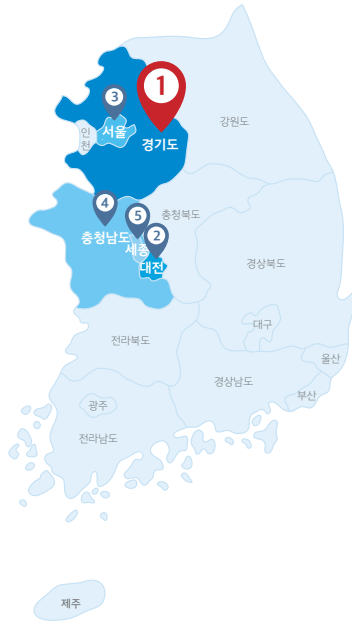 1
3
강원도
인
천
서울
경기도
4
5
2
충청북도
충청남도
세종
대전
경상북도
대구
전라북도
울산
경상남도
부산
광주
전라남도
제주